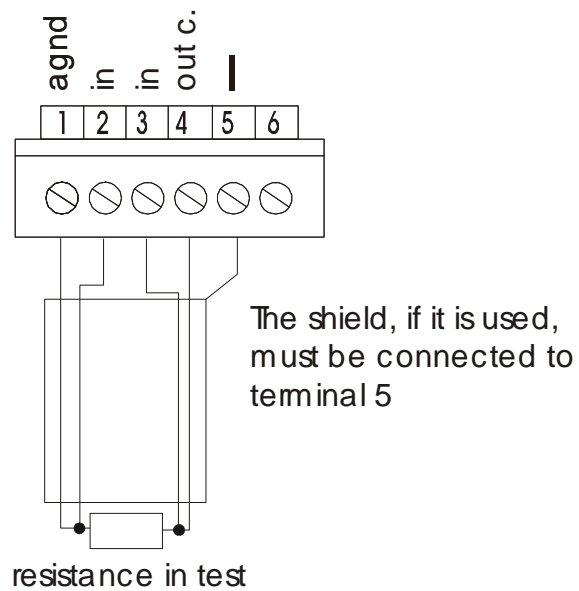 agnd
in
in
out c.
1 2 3 4 5 6
The shield, if it is used,
must be connected to
terminal 5
resistance in test